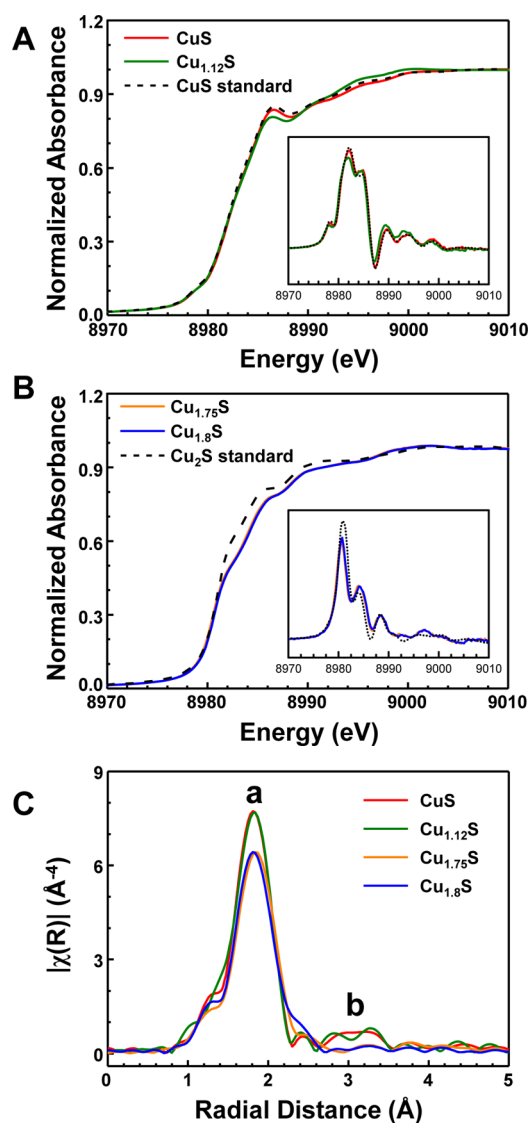 A
CuS
Cu1.12S
CuS standard
Normalized Absorbance
1.2
0.9
0.6
0.3
0.0
8970 8980 8990 9000 9010
8970 8980 8990 9000 9010
Energy (eV)
B
Cu1.75S
Cu1.8S
Cu2S standard
Normalized Absorbance
1.2
0.9
0.6
0.3
0.0
8970 8980 8990 9000 9010
8970 8980 8990 9000 9010
Energy (eV)
C
a
b
CuS
Cu1.12S
Cu1.75S
Cu1.8S
|χ(R)| (Å-4)
9
6
3
0
0 1 2 3 4 5
Radial Distance (Å)